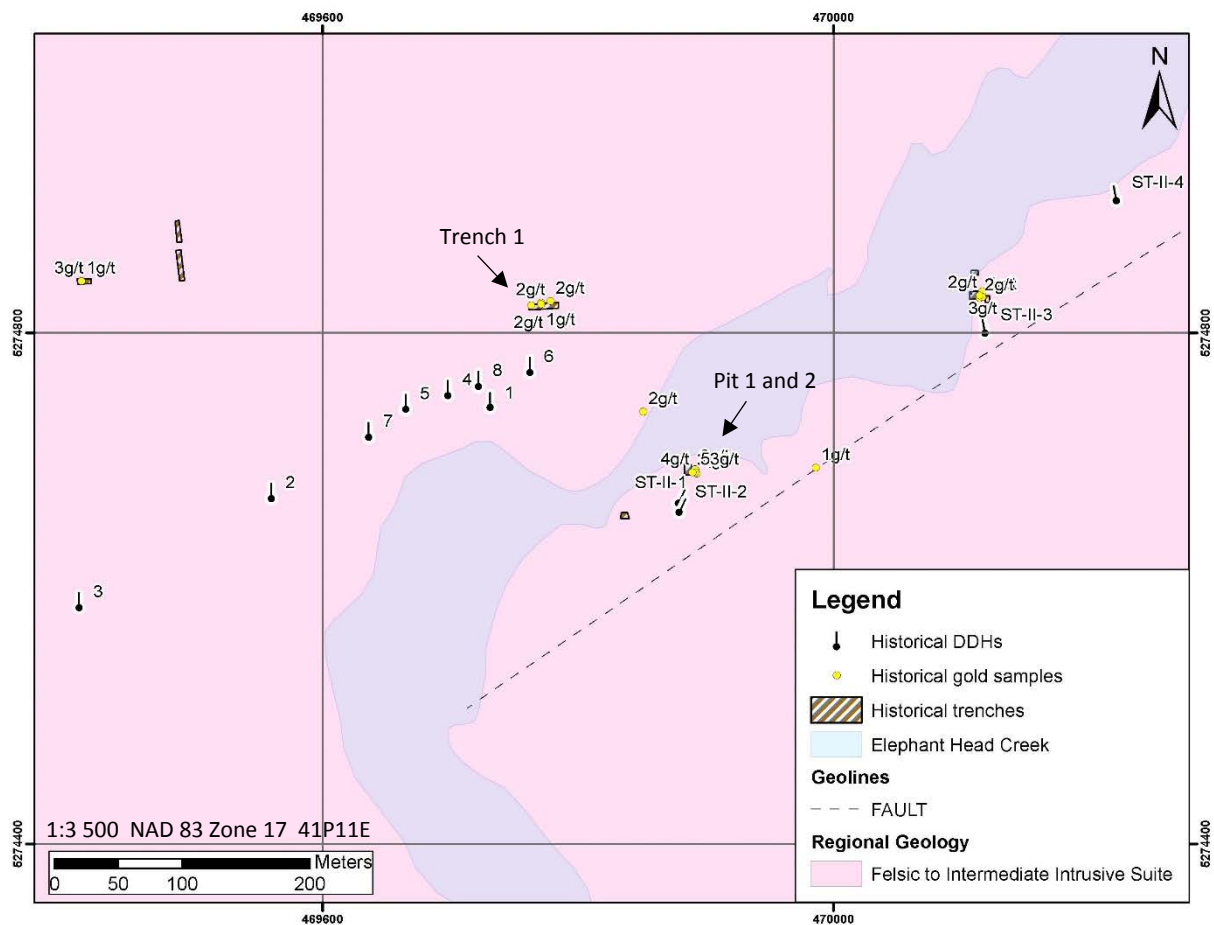 469600
470000
N
ST-II-4
Trench 1
3g/t 1g/t
2g/t 2g/t
2g/t 1g/t
2g/t
3g/t
ST-II-3
6274800
6274800
6
8
4
5
1
7
Pit 1 and 2
2g/t
1g/t
4g/t 53g/t
ST-II-1
ST-II-2
2
3
Legend
Historical DDHs
Historical gold samples
Historical trenches
Elephant Head Creek
Geolines
FAULT
Regional Geology
Felsic to Intermediate Intrusive Suite
1:3 500 NAD 83 Zone 17 41P11E
Meters
0 50 100 200
6274400
6274400
469600
470000